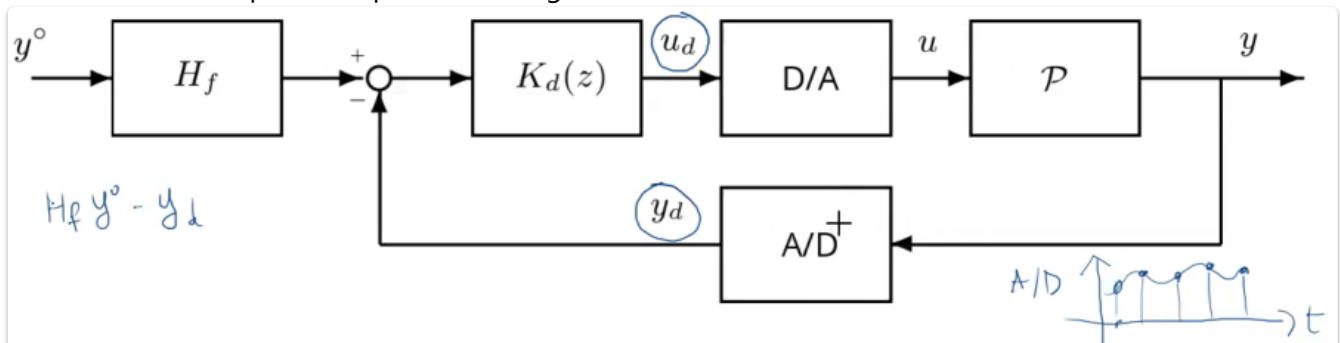 y° H_f + − K_d(z) u_d D/A u 𝒫 y
H_f y° - y_d
y_d A/D
A/D t